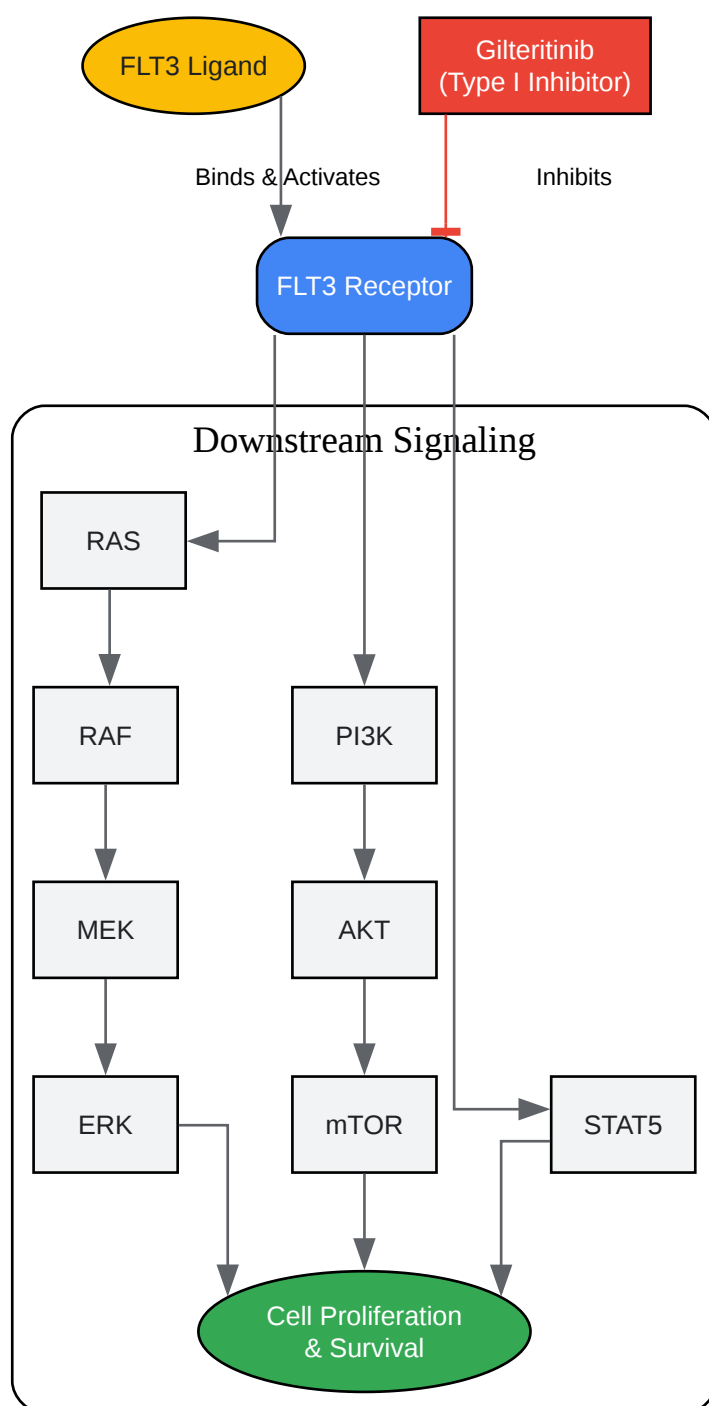 FLT3 Ligand
Gilteritinib
(Type I Inhibitor)
Binds & Activates
Inhibits
FLT3 Receptor
Downstream Signaling
RAS
RAF
PI3K
MEK
AKT
ERK
mTOR
STAT5
Cell Proliferation
& Survival